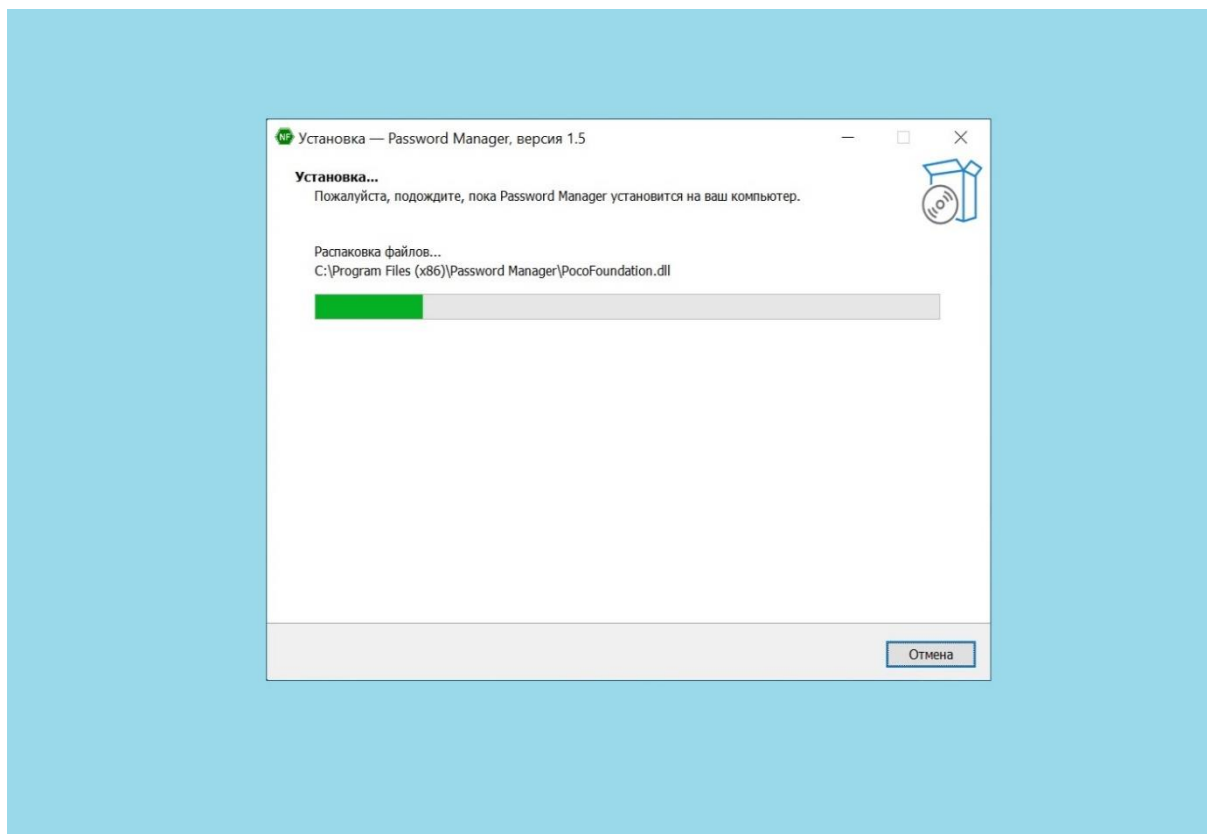 NF Установка — Password Manager, версия 1.5
Установка...
Пожалуйста, подождите, пока Password Manager установится на ваш компьютер.
Распаковка файлов...
C:\Program Files (x86)\Password Manager\PocoFoundation.dll
Отмена